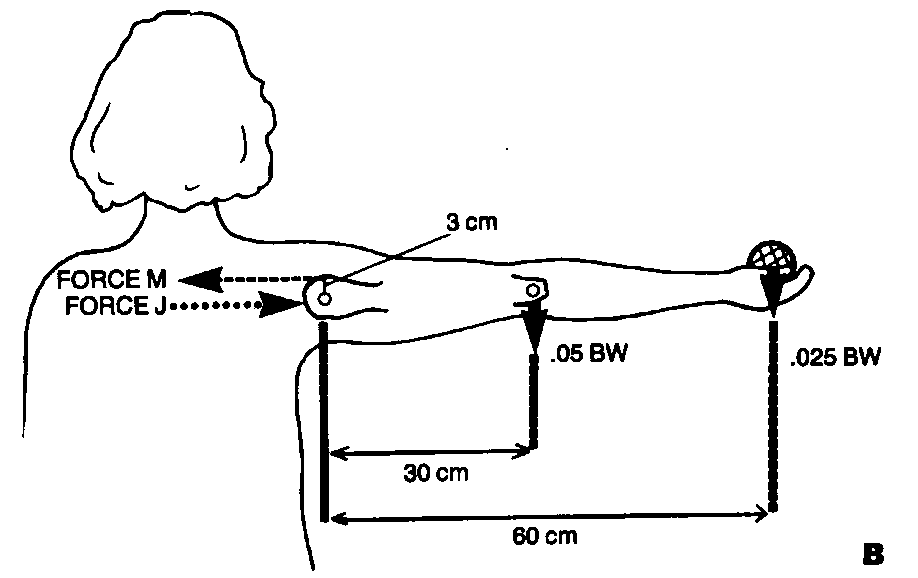 3 cm
FORCE M
FORCE J
.05 BW
.025 BW
30 cm
60 cm
B